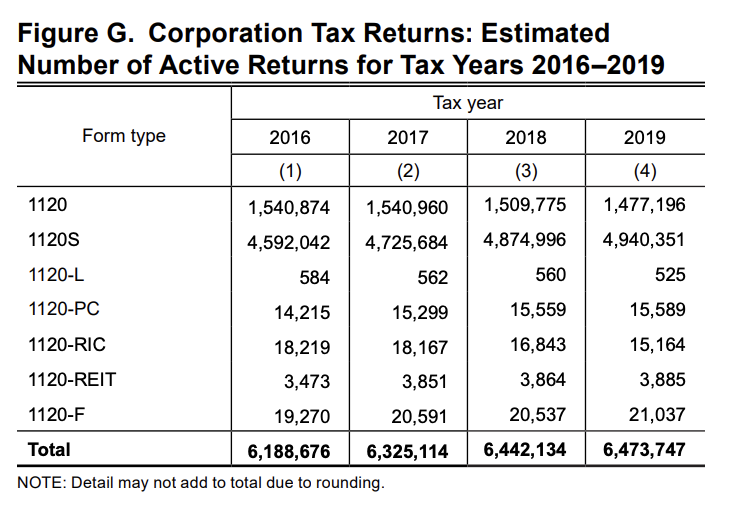 Figure G. Corporation Tax Returns: Estimated
Number of Active Returns for Tax Years 2016–2019
Tax year
Form type 2016 2017 2018 2019
(1) (2) (3) (4)
1120 1,540,874 1,540,960 1,509,775 1,477,196
1120S 4,592,042 4,725,684 4,874,996 4,940,351
1120-L 584 562 560 525
1120-PC 14,215 15,299 15,559 15,589
1120-RIC 18,219 18,167 16,843 15,164
1120-REIT 3,473 3,851 3,864 3,885
1120-F 19,270 20,591 20,537 21,037
Total 6,188,676 6,325,114 6,442,134 6,473,747
NOTE: Detail may not add to total due to rounding.